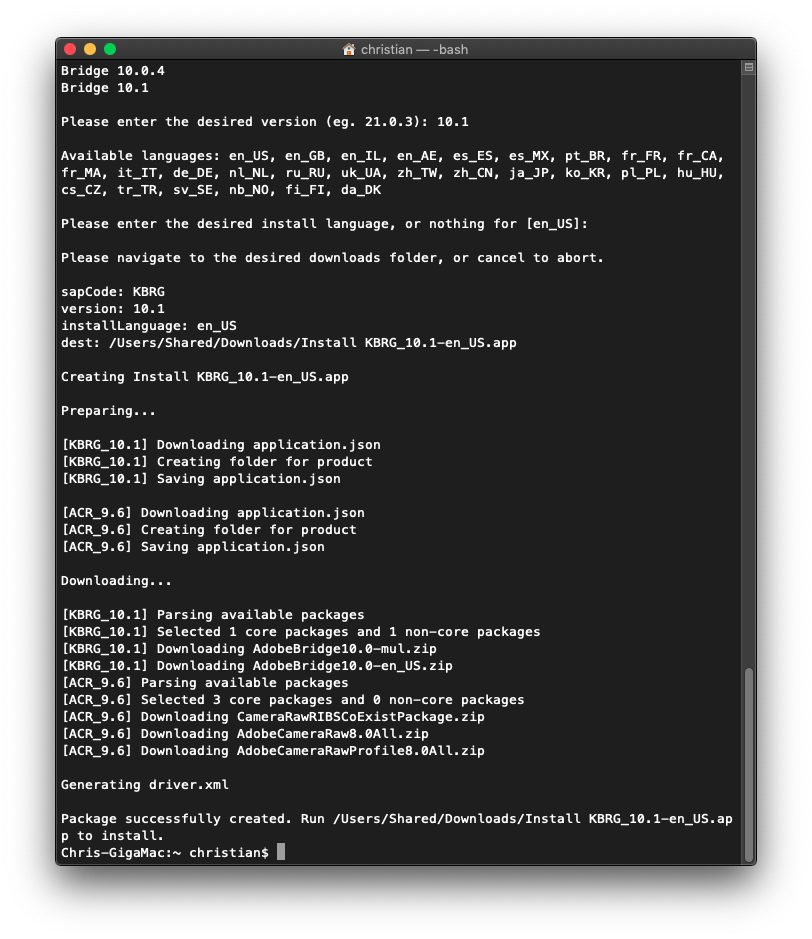 christian — -bash
Bridge 10.0.4
Bridge 10.1
Please enter the desired version (eg. 21.0.3): 10.1
Available languages: en_US, en_GB, en_IL, en_AE, es_ES, es_MX, pt_BR, fr_FR, fr_CA,
fr_MA, it_IT, de_DE, nl_NL, ru_RU, uk_UA, zh_TW, zh_CN, ja_JP, ko_KR, pl_PL, hu_HU,
cs_CZ, tr_TR, sv_SE, nb_NO, fi_FI, da_DK
Please enter the desired install language, or nothing for [en_US]:
Please navigate to the desired downloads folder, or cancel to abort.
sapCode: KBRG
version: 10.1
installLanguage: en_US
dest: /Users/Shared/Downloads/Install KBRG_10.1-en_US.app
Creating Install KBRG_10.1-en_US.app
Preparing...
[KBRG_10.1] Downloading application.json
[KBRG_10.1] Creating folder for product
[KBRG_10.1] Saving application.json
[ACR_9.6] Downloading application.json
[ACR_9.6] Creating folder for product
[ACR_9.6] Saving application.json
Downloading...
[KBRG_10.1] Parsing available packages
[KBRG_10.1] Selected 1 core packages and 1 non-core packages
[KBRG_10.1] Downloading AdobeBridge10.0-mul.zip
[KBRG_10.1] Downloading AdobeBridge10.0-en_US.zip
[ACR_9.6] Parsing available packages
[ACR_9.6] Selected 3 core packages and 0 non-core packages
[ACR_9.6] Downloading CameraRawRIBSCoExistPackage.zip
[ACR_9.6] Downloading AdobeCameraRaw8.0All.zip
[ACR_9.6] Downloading AdobeCameraRawProfile8.0All.zip
Generating driver.xml
Package successfully created. Run /Users/Shared/Downloads/Install KBRG_10.1-en_US.ap
p to install.
Chris-GigaMac:~ christian$